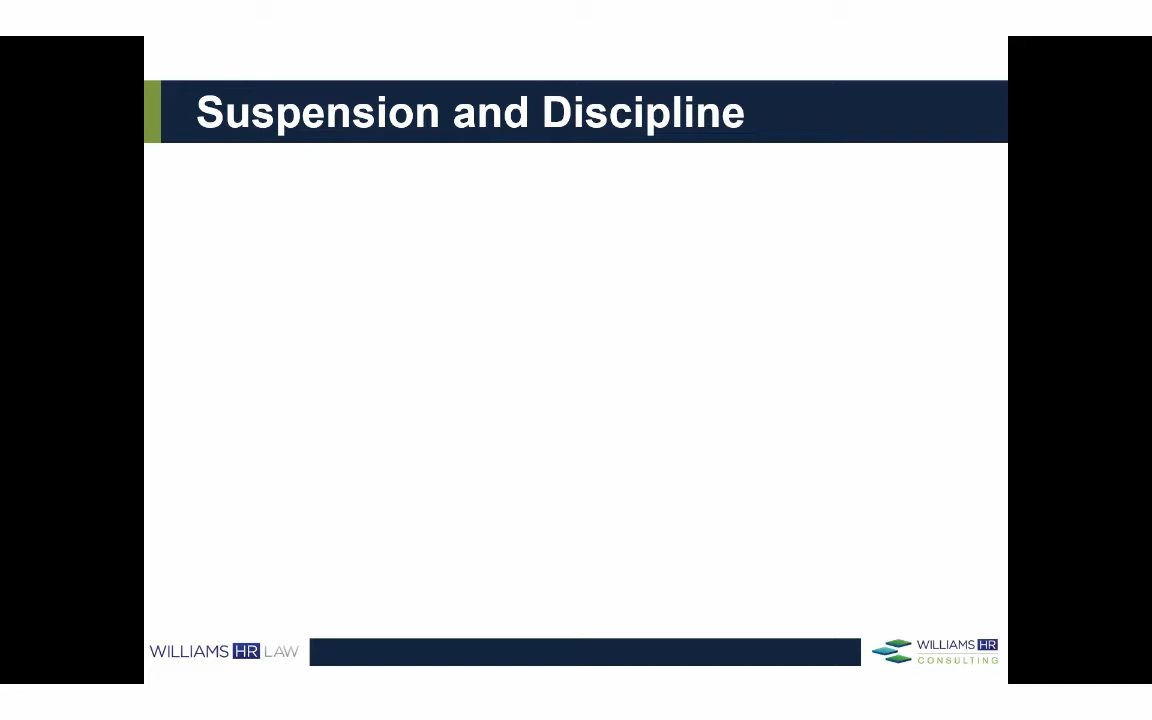 Suspension and Discipline
WILLIAMS HR LAW
WILLIAMS HR
CONSULTING